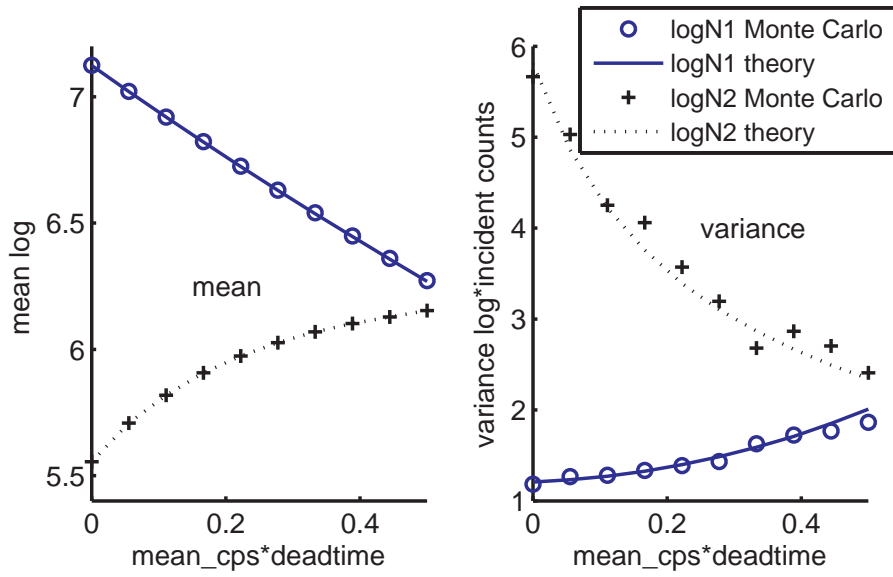 mean log
7
6.5
6
5.5
mean
0
0.2
0.4
mean_cps*deadtime
logN1 Monte Carlo
logN1 theory
logN2 Monte Carlo
logN2 theory
variance log*incident counts
6
5
4
3
2
1
variance
0
0.2
0.4
mean_cps*deadtime